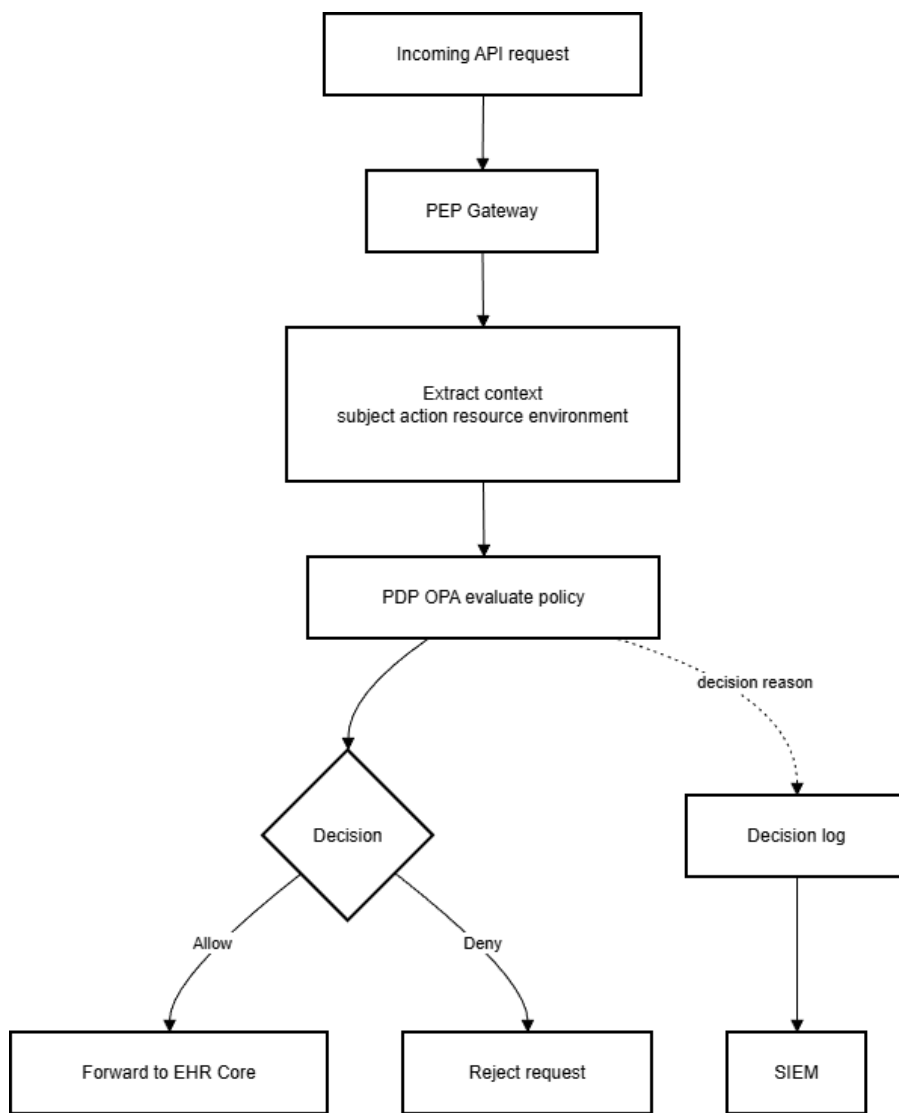 Incoming API request
PEP Gateway
Extract context
subject action resource environment
PDP OPA evaluate policy
decision reason
Decision
Decision log
Allow
Deny
Forward to EHR Core
Reject request
SIEM